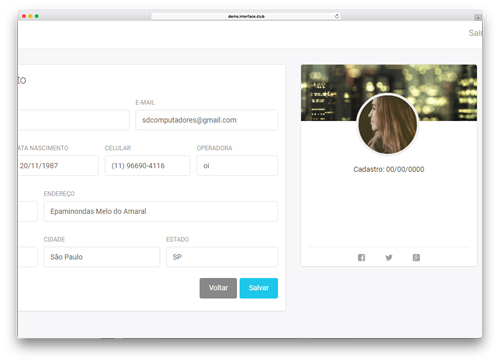 demo.interface.club
Sair
to
E-MAIL
sdcomputadores@gmail.com
ATA NASCIMENTO
CELULAR
OPERADORA
20/11/1987
(11) 96690-4116
oi
ENDEREÇO
Epaminondas Melo do Amaral
CIDADE
ESTADO
São Paulo
SP
Voltar
Salvar
Cadastro: 00/00/0000